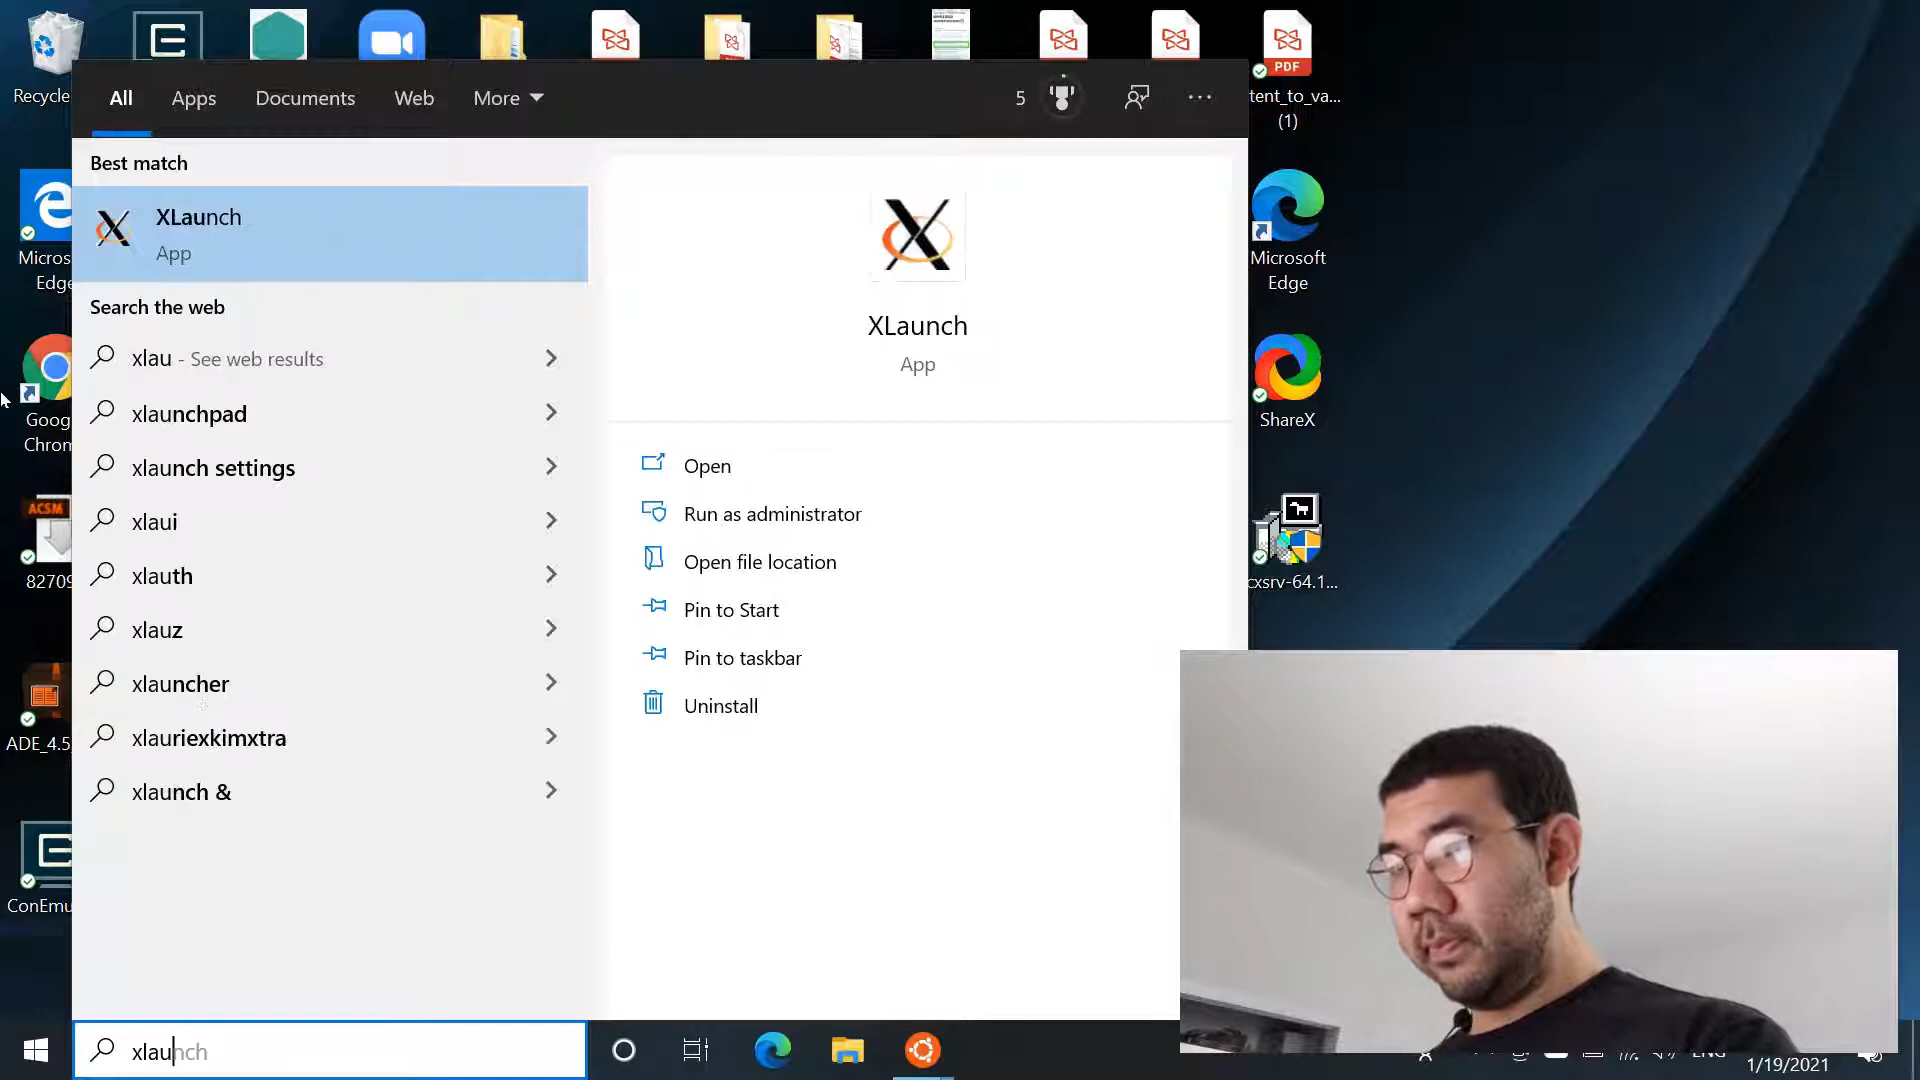 PDF
Recycle
tent_to_va...
(1)
All
Apps
Documents
Web
More
5
Best match
XLaunch
App
Search the web
xlau - See web results
xlaunchpad
xlaunch settings
xlaui
xlauth
xlauz
xlauncher
xlauriexkimxtra
xlaunch &
XLaunch
App
Open
Run as administrator
Open file location
Pin to Start
Pin to taskbar
Uninstall
Micros
Edge
Goog
Chrom
ACSM
82709
ADE_4.5
ConEmu
Microsoft
Edge
ShareX
cxsrv-64.1...
xlaunch
ENG
1/19/2021